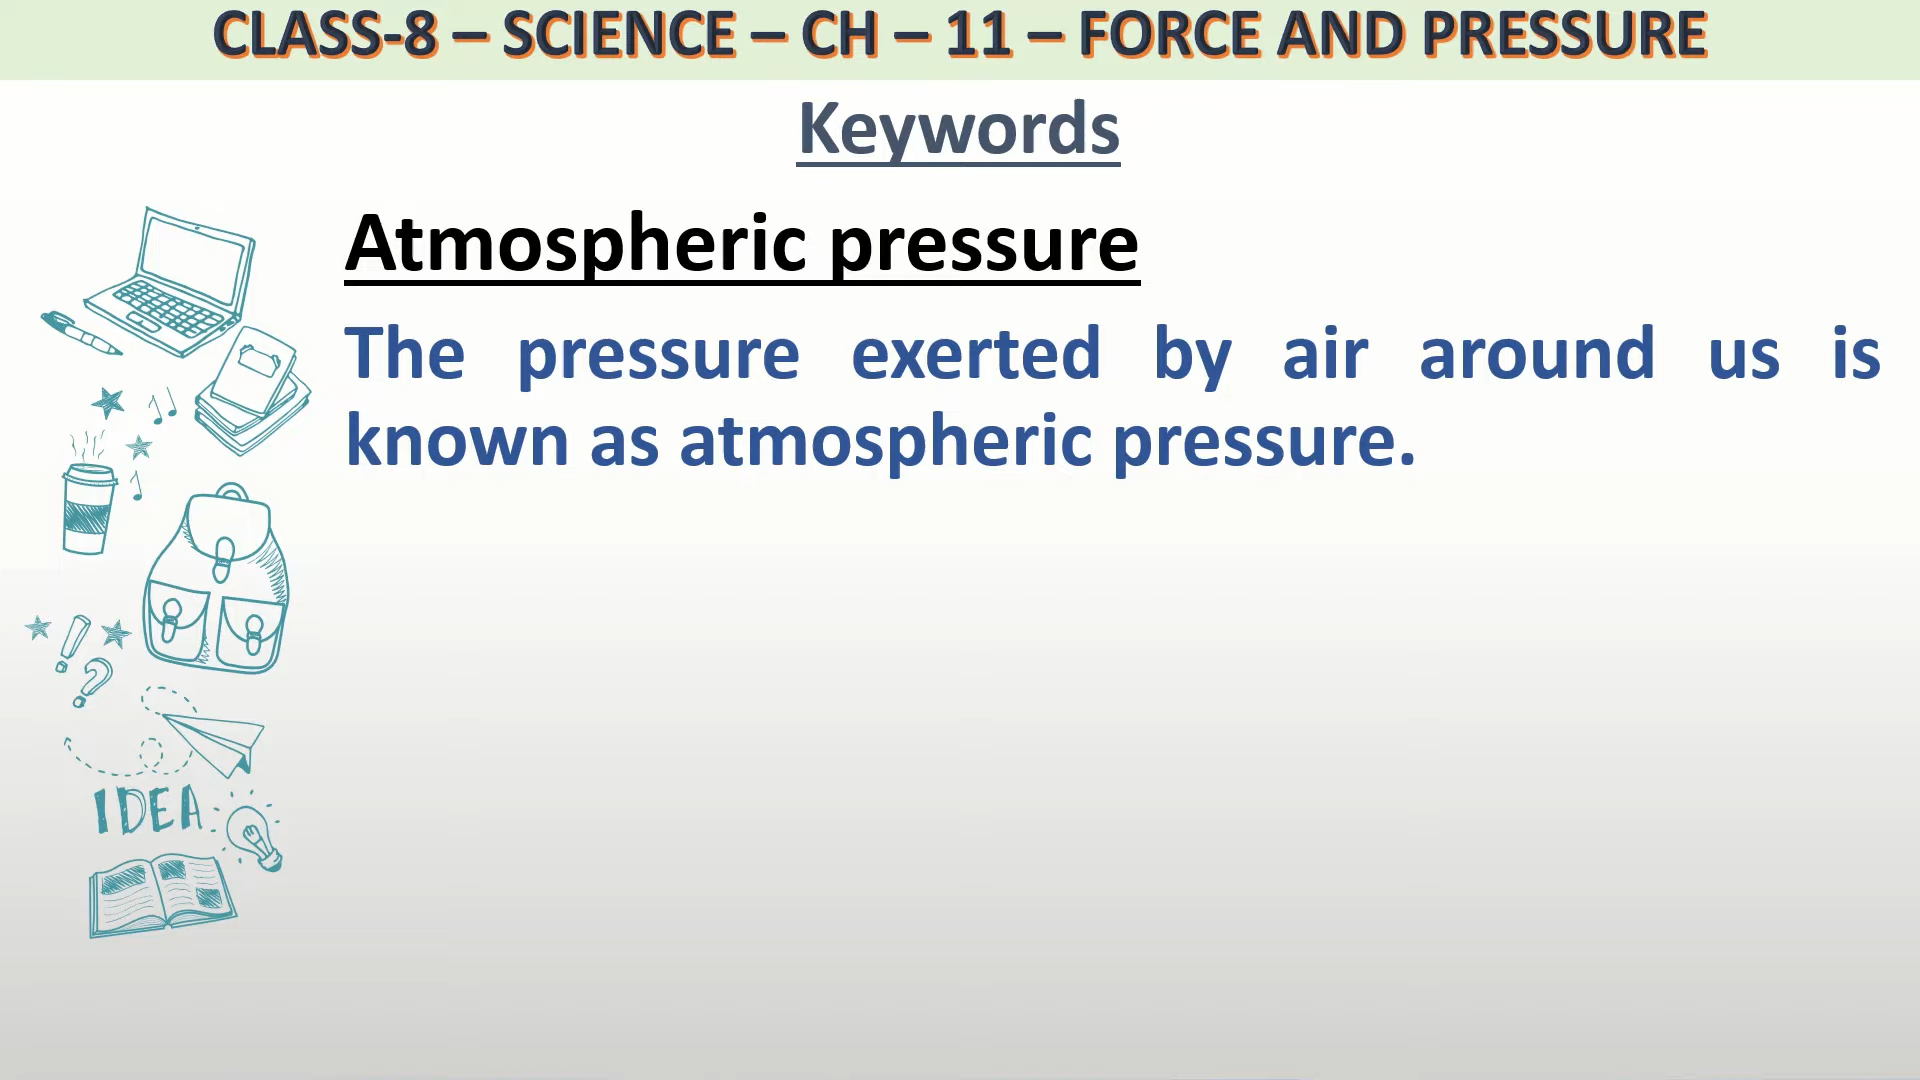 CLASS-8 – SCIENCE – CH – 11 – FORCE AND PRESSURE
Keywords
Atmospheric pressure
The pressure exerted by air around us is
known as atmospheric pressure.
IDEA